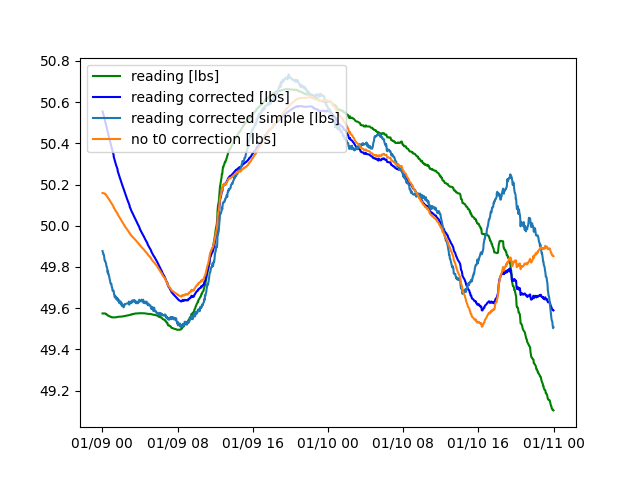 50.8
50.6
50.4
50.2
50.0
49.8
49.6
49.4
49.2
reading [lbs]
reading corrected [lbs]
reading corrected simple [lbs]
no t0 correction [lbs]
01/09 00 01/09 08 01/09 16 01/10 00 01/10 08 01/10 16 01/11 00